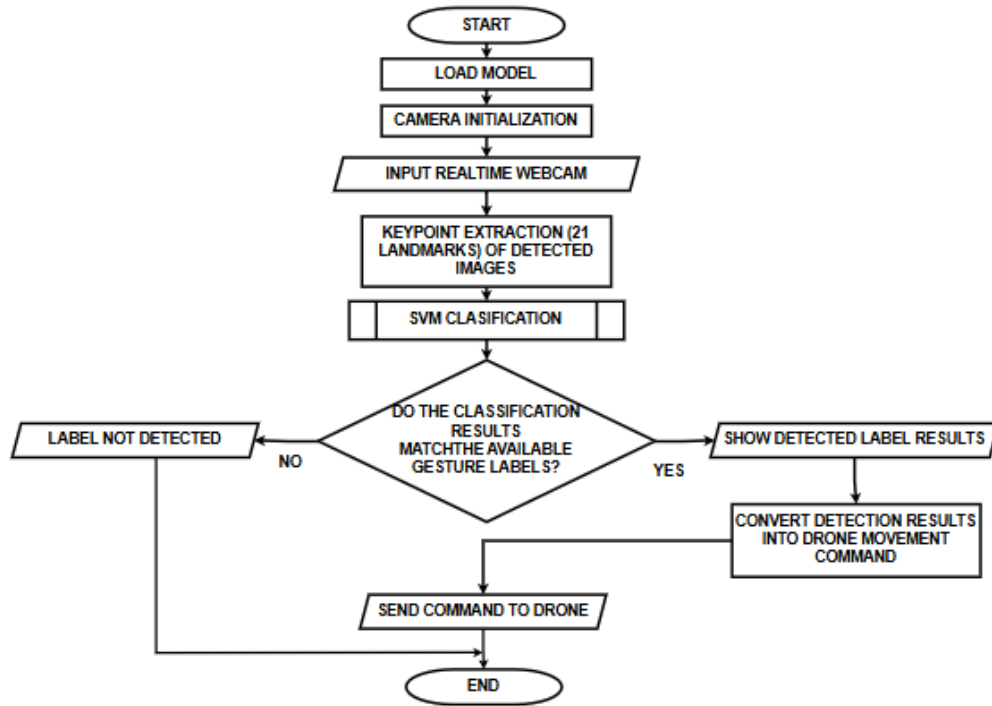 START
LOAD MODEL
CAMERA INITIALIZATION
INPUT REALTIME WEBCAM
KEYPOINT EXTRACTION (21
LANDMARKS) OF DETECTED
IMAGES
SVM CLASIFICATION
DO THE CLASSIFICATION
RESULTS
MATCHTHE AVAILABLE
GESTURE LABELS?
NO
LABEL NOT DETECTED
YES
SHOW DETECTED LABEL RESULTS
CONVERT DETECTION RESULTS
INTO DRONE MOVEMENT
COMMAND
SEND COMMAND TO DRONE
END